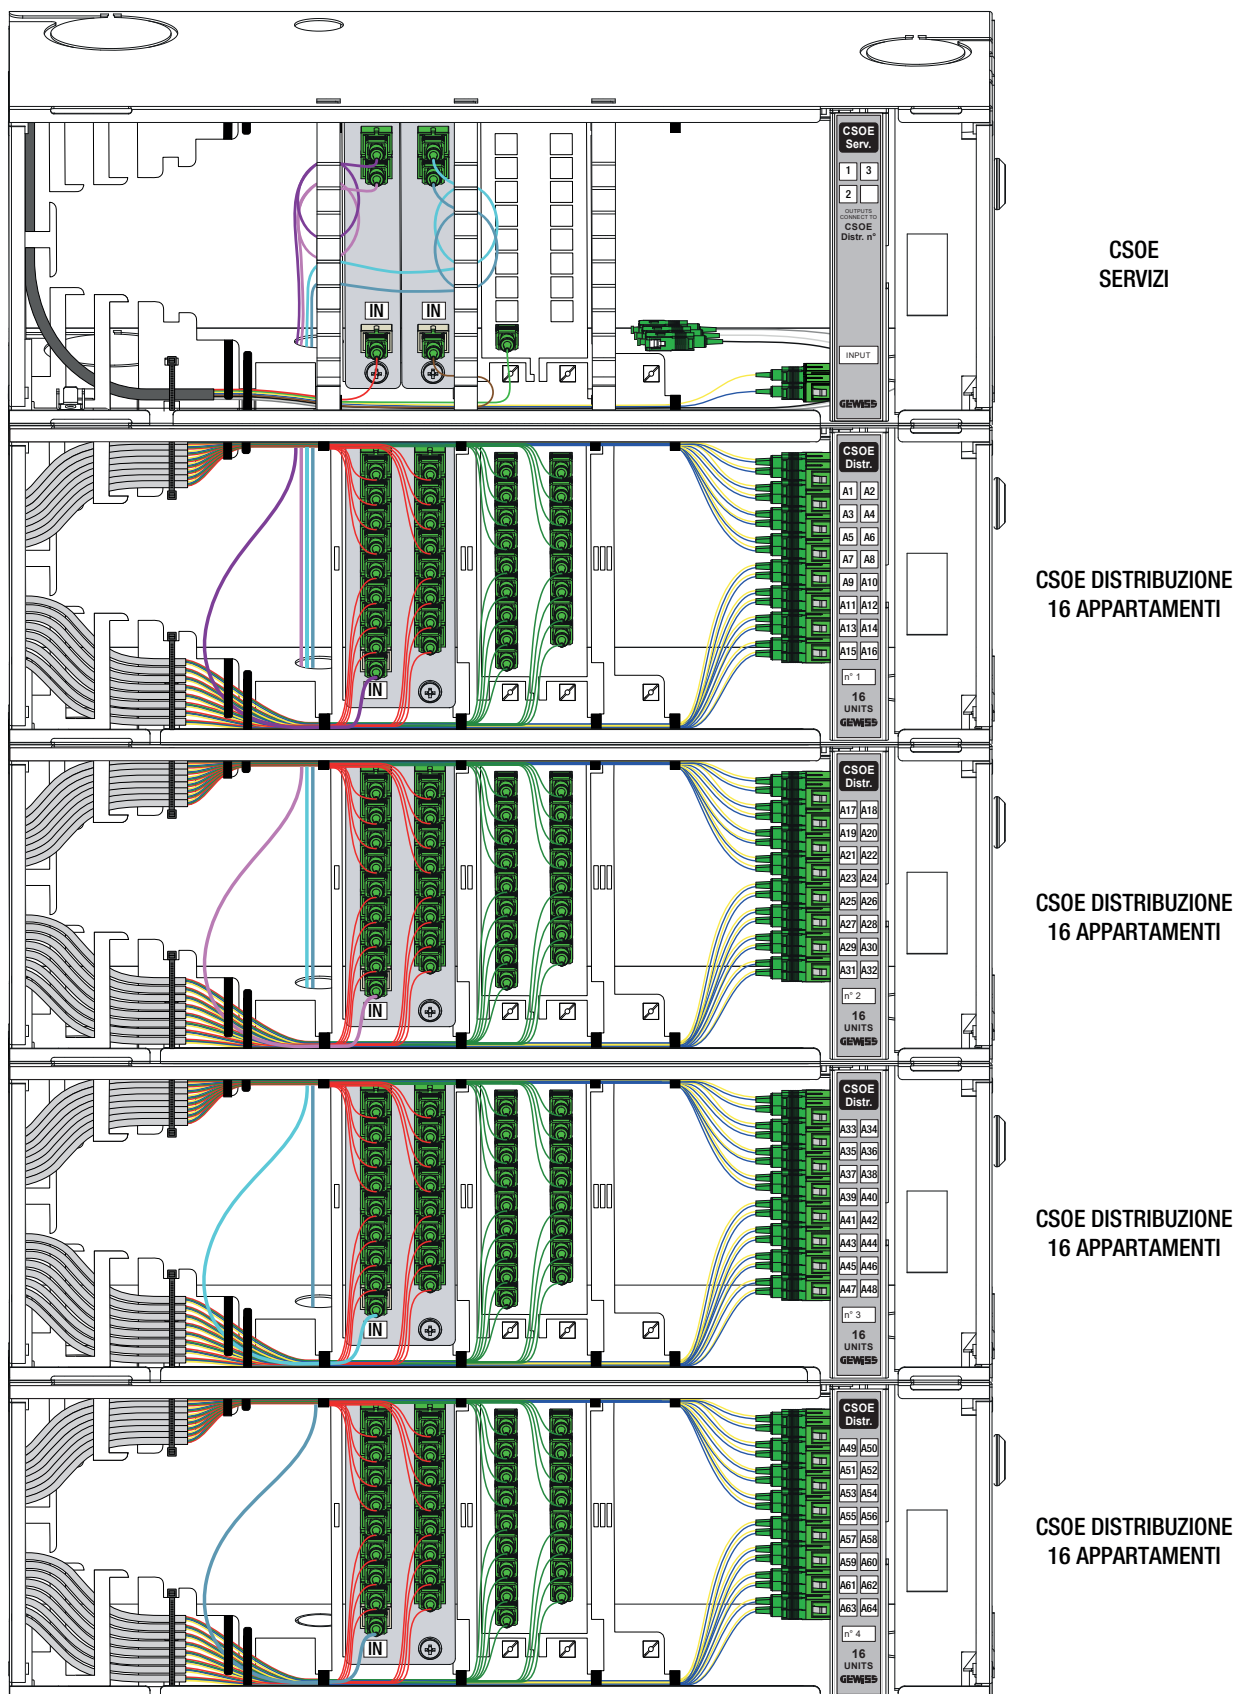 CSOE
Serv.
1 3
2
OUTPUTS
CONNECT TO
CSOE
Distr. n°
INPUT
GEWISS
IN IN
CSOE
SERVIZI
CSOE
Distr.
A1 A2
A3 A4
A5 A6
A7 A8
A9 A10
A11 A12
A13 A14
A15 A16
n° 1
16
UNITS
GEWISS
IN
CSOE DISTRIBUZIONE
16 APPARTAMENTI
CSOE
Distr.
A17 A18
A19 A20
A21 A22
A23 A24
A25 A26
A27 A28
A29 A30
A31 A32
n° 2
16
UNITS
GEWISS
IN
CSOE DISTRIBUZIONE
16 APPARTAMENTI
CSOE
Distr.
A33 A34
A35 A36
A37 A38
A39 A40
A41 A42
A43 A44
A45 A46
A47 A48
n° 3
16
UNITS
GEWISS
IN
CSOE DISTRIBUZIONE
16 APPARTAMENTI
CSOE
Distr.
A49 A50
A51 A52
A53 A54
A55 A56
A57 A58
A59 A60
A61 A62
A63 A64
n° 4
16
UNITS
GEWISS
IN
CSOE DISTRIBUZIONE
16 APPARTAMENTI